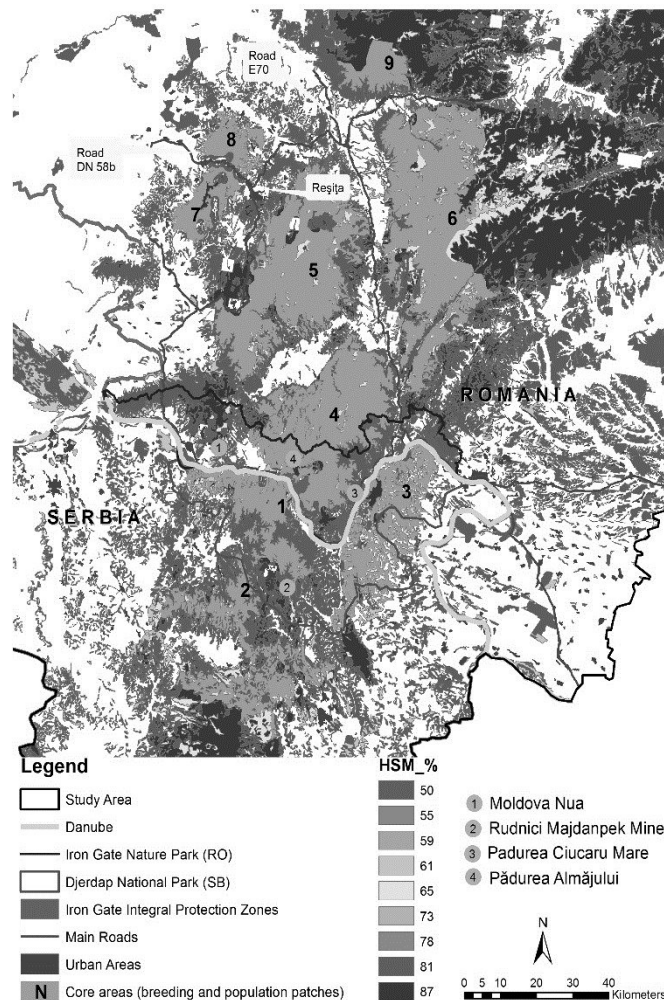 Road
E70
9
8
Road
DN 58b
Reşiţa
7
6
5
ROMANIA
4
1
4
3
3
1
SERBIA
2
2
Legend
Study Area
Danube
Iron Gate Nature Park (RO)
Djerdap National Park (SB)
Iron Gate Integral Protection Zones
Main Roads
Urban Areas
N Core areas (breeding and population patches)
HSM_%
50
55
59
61
65
73
78
81
87
1 Moldova Nua
2 Rudnici Majdanpek Mine
3 Padurea Ciucaru Mare
4 Pădurea Almăjului
N
0 5 10 20 30 40
Kilometers